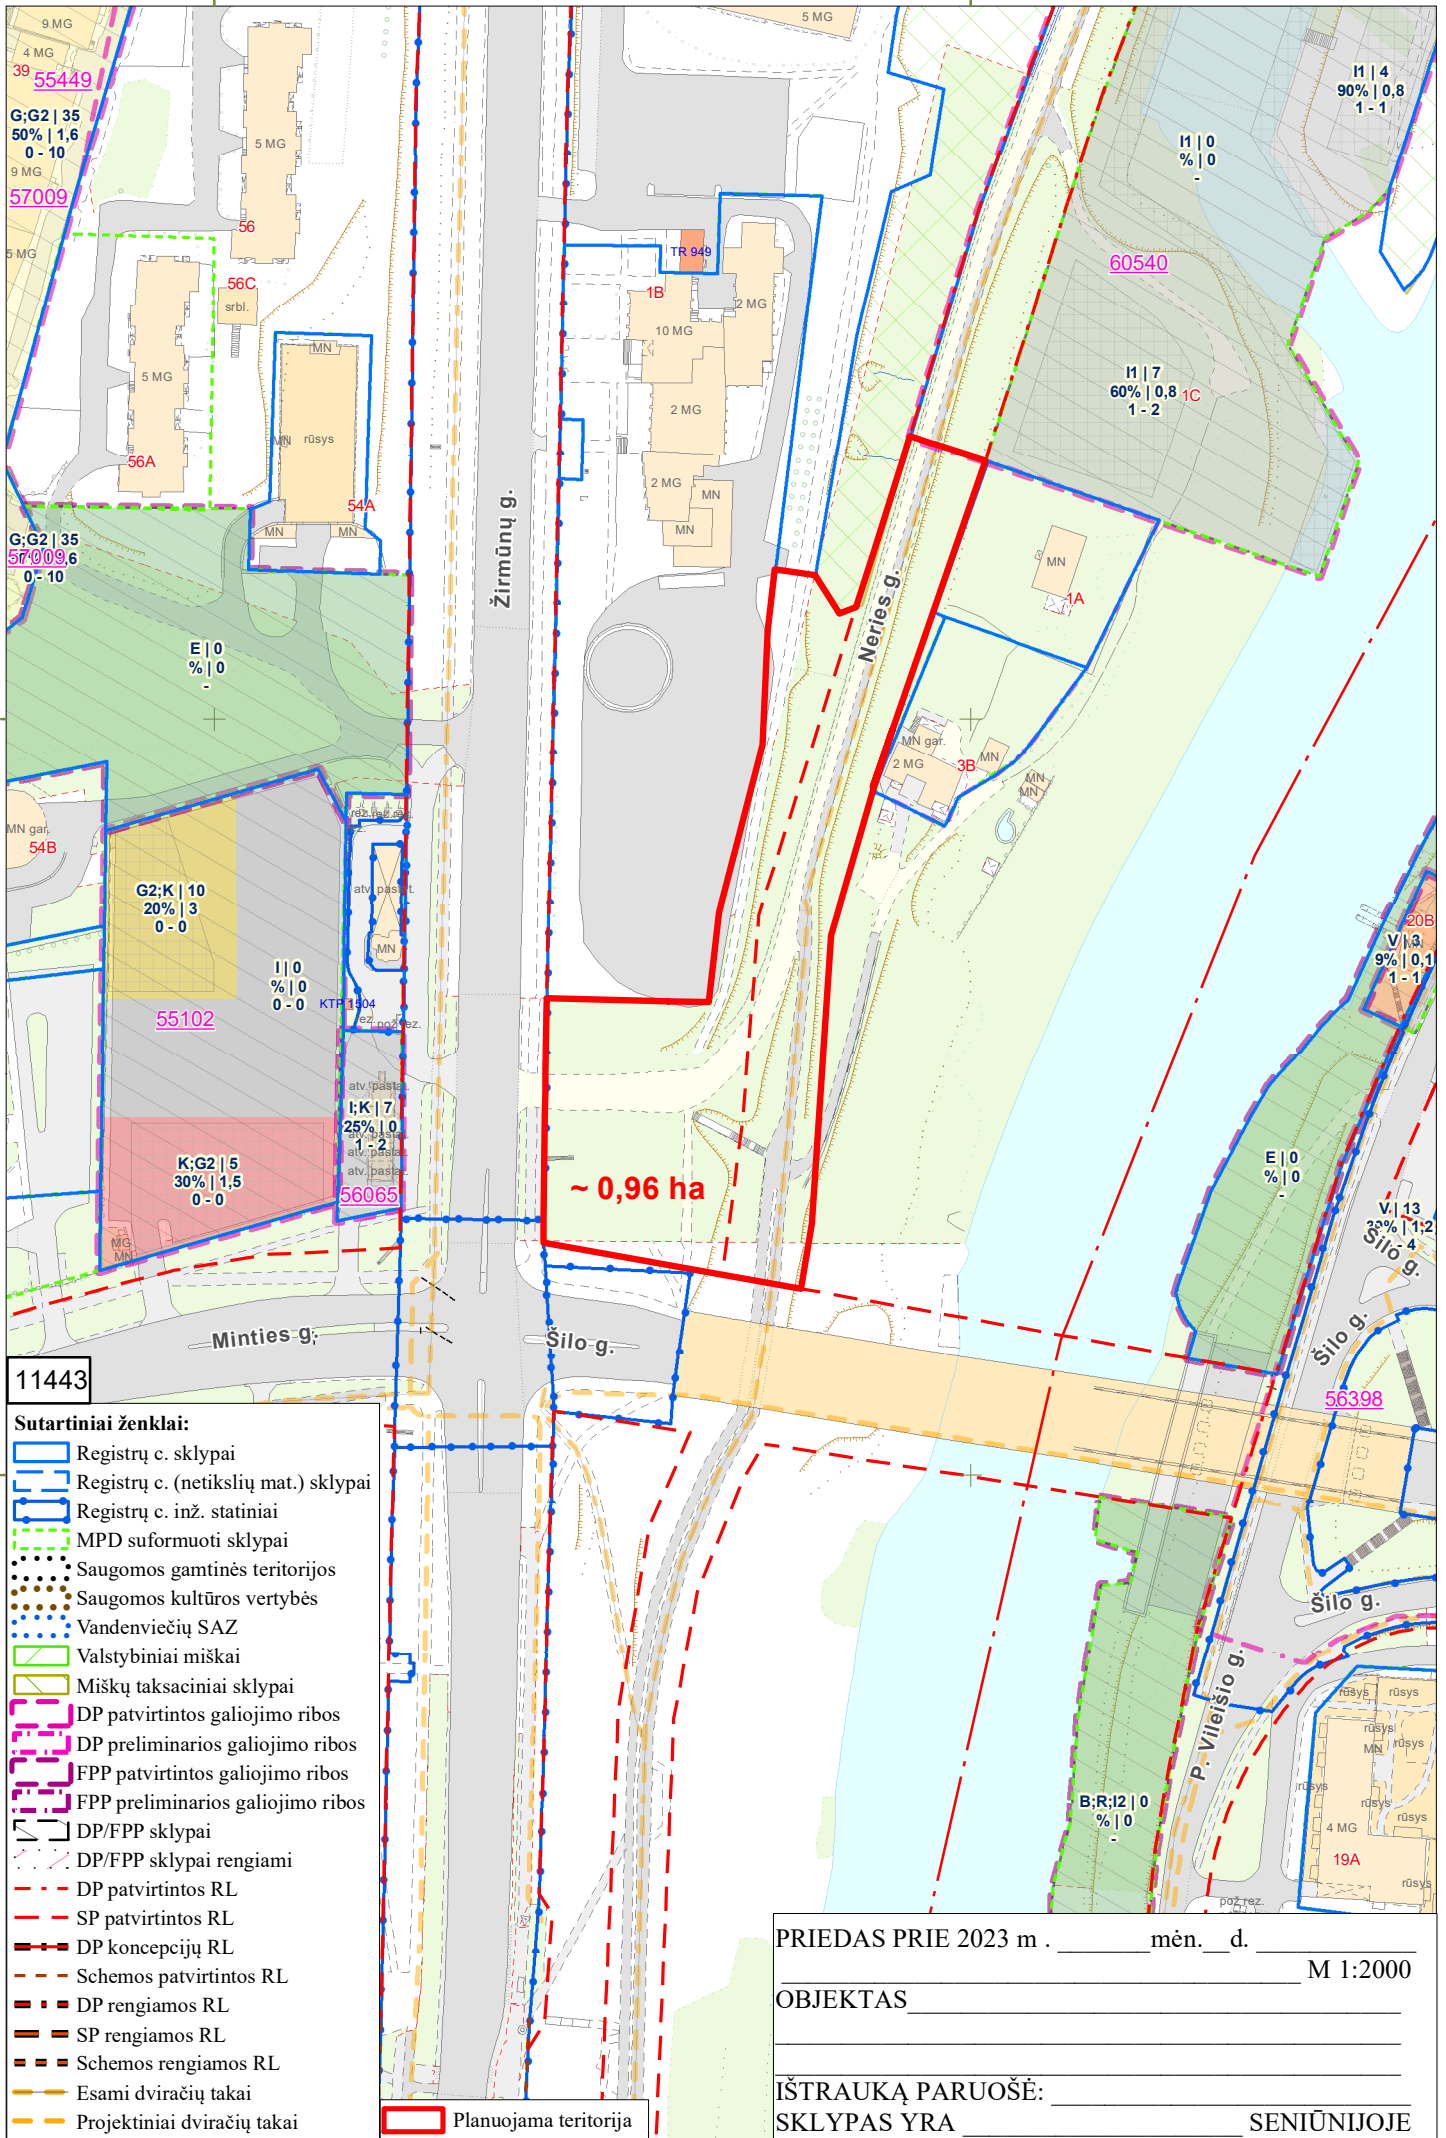 9 MG
4 MG
39
55449
G;G2 | 35
50% | 1,6
0 - 10
9 MG
57009
5 MG
5 MG
5 MG
I1 | 4
90% | 0,8
1 - 1
I1 | 0
% | 0
-
60540
56
56C
srbl.
5 MG
56A
MN
MN
rūsys
54A
MN
MN
TR 949
1B
10 MG
2 MG
2 MG
2 MG
MN
MN
I1 | 7
60% | 0,8
1 - 2
1C
G;G2 | 35
57009
0 - 10
Žirmūnų g.
Neries g.
MN
1A
E | 0
% | 0
-
MN gar.
2 MG
3B
MN
MN
MN
MN gar.
54B
G2;K | 10
20% | 3
0 - 0
I | 0
% | 0
0 - 0
55102
MN
KTP 1504
rez.
pož.rez.
20B
V | 3
9% | 0,1
1 - 1
I;K | 7
25% | 0
1 - 2
56065
K;G2 | 5
30% | 1,5
0 - 0
MG
MN
~ 0,96 ha
E | 0
% | 0
-
V | 13
Šilo g.
Minties g.
Šilo g.
Šilo g.
56398
11443
Šilo g.
P. Vileišio g.
B;R;I2 | 0
% | 0
-
rūsys
rūsys
rūsys
MN
rūsys
rūsys
rūsys
4 MG
19A
rūsys
pož.rez.
Sutartiniai ženklai:
Registrų c. sklypai
Registrų c. (netikslių mat.) sklypai
Registrų c. inž. statiniai
MPD suformuoti sklypai
Saugomos gamtinės teritorijos
Saugomos kultūros vertybės
Vandenviečių SAZ
Valstybiniai miškai
Miškų taksaciniai sklypai
DP patvirtintos galiojimo ribos
DP preliminarios galiojimo ribos
FPP patvirtintos galiojimo ribos
FPP preliminarios galiojimo ribos
DP/FPP sklypai
DP/FPP sklypai rengiami
DP patvirtintos RL
SP patvirtintos RL
DP koncepcijų RL
Schemos patvirtintos RL
DP rengiamos RL
SP rengiamos RL
Schemos rengiamos RL
Esami dviračių takai
Projektiniai dviračių takai
Planuojama teritorija
PRIEDAS PRIE 2023 m . _______mėn.__d. ____________
_______________________________________ M 1:2000
OBJEKTAS_____________________________________
IŠTRAUKĄ PARUOŠĖ: ___________________________
SKLYPAS YRA _____________________ SENIŪNIJOJE